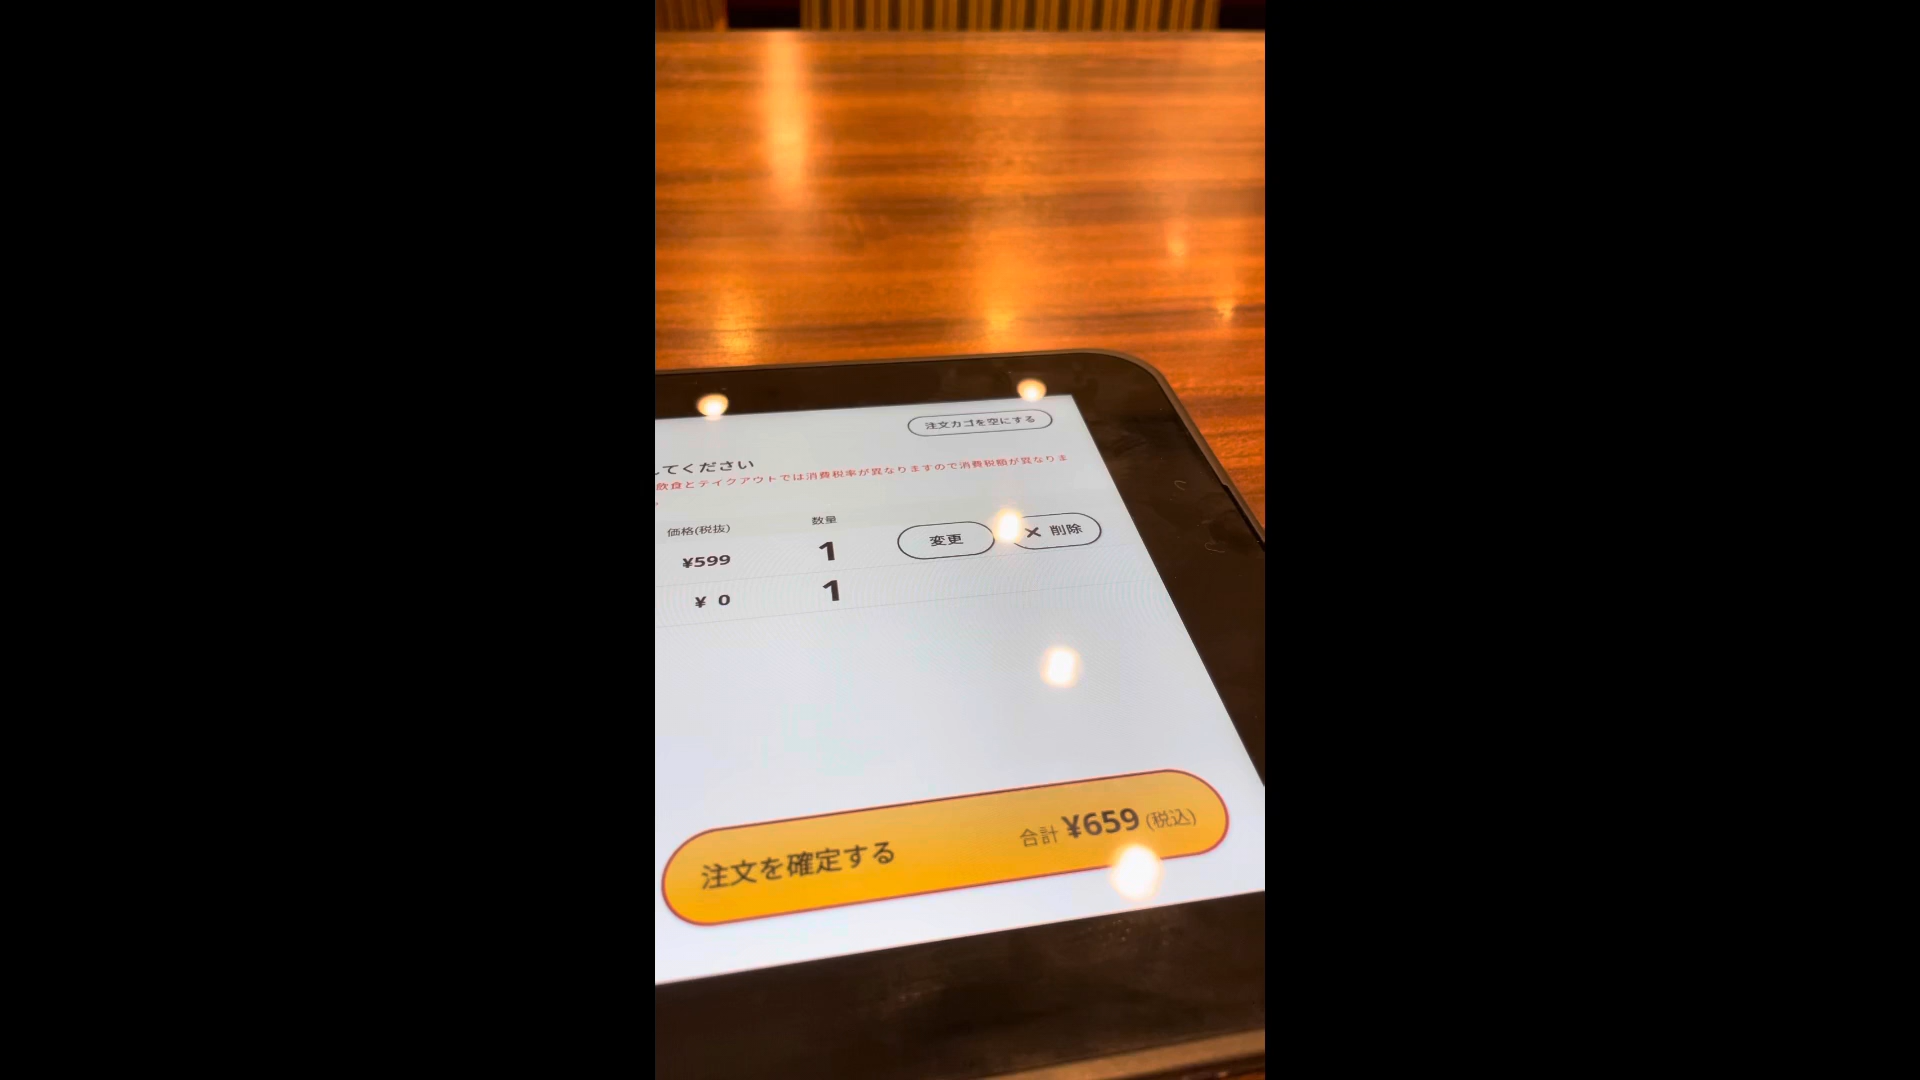 注文カゴを空にする
してください
飲食とテイクアウトでは消費税率が異なりますので消費税額が異なりま
。
価格(税抜) 数量
¥599 1 変更 × 削除
¥ 0 1
注文を確定する 合計 ¥659 (税込)